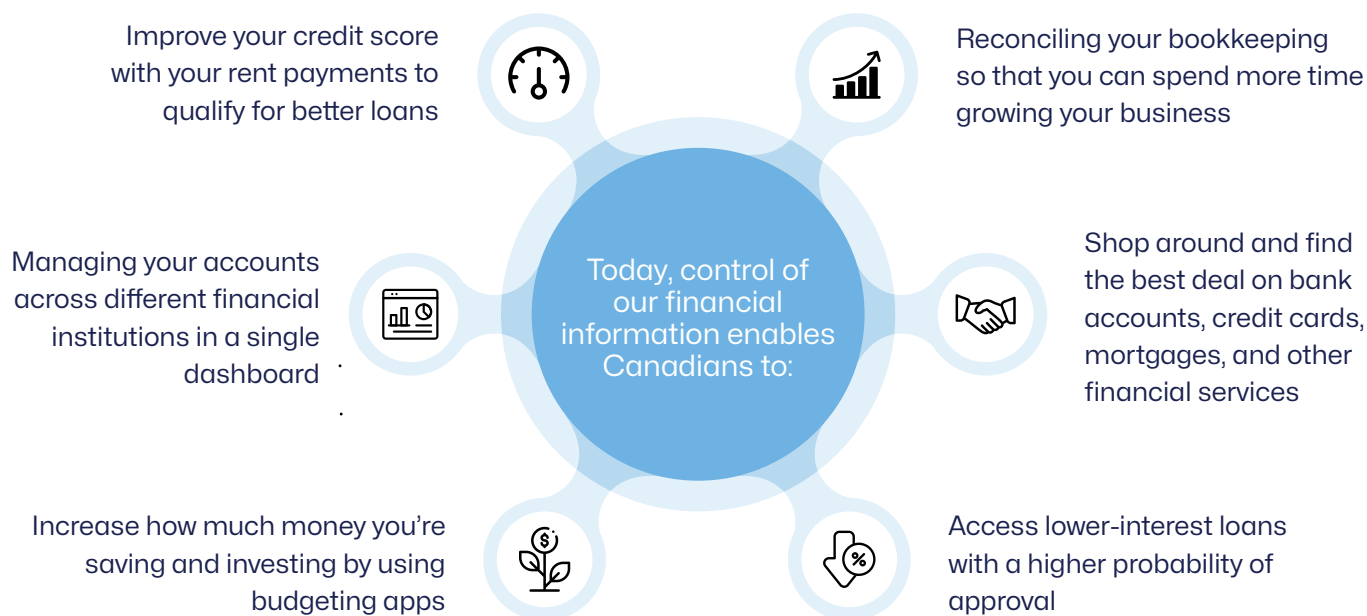 Improve your credit score
with your rent payments to
qualify for better loans
Reconciling your bookkeeping
so that you can spend more time
growing your business
Managing your accounts
across different financial
institutions in a single
dashboard .
.
Today, control of
our financial
information enables
Canadians to:
Shop around and find
the best deal on bank
accounts, credit cards,
mortgages, and other
financial services
Increase how much money you’re
saving and investing by using
budgeting apps
$
%
Access lower-interest loans
with a higher probability of
approval